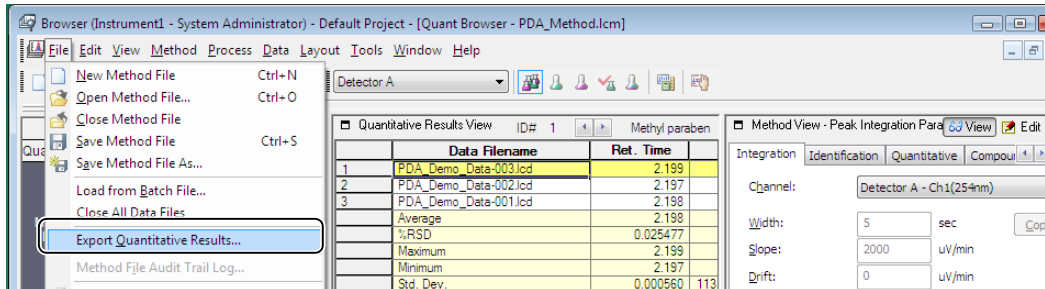 Browser (Instrument1 - System Administrator) - Default Project - [Quant Browser - PDA_Method.lcm]
File Edit View Method Process Data Layout Tools Window Help
New Method File Ctrl+N
Open Method File... Ctrl+O
Close Method File
Save Method File Ctrl+S
Save Method File As...
Load from Batch File...
Close All Data Files
Export Quantitative Results...
Method File Audit Trail Log...
Detector A
Quantitative Results View ID# 1 Methyl paraben
Data Filename Ret. Time
1 PDA_Demo_Data-003.lcd 2.199
2 PDA_Demo_Data-002.lcd 2.197
3 PDA_Demo_Data-001.lcd 2.198
Average 2.198
%RSD 0.025477
Maximum 2.199
Minimum 2.197
Std. Dev. 0.000560 113
Method View - Peak Integration Para View Edit
Integration Identification Quantitative Compou
Channel: Detector A - Ch1(254nm)
Width: 5 sec Cop
Slope: 2000 uV/min
Drift: 0 uV/min